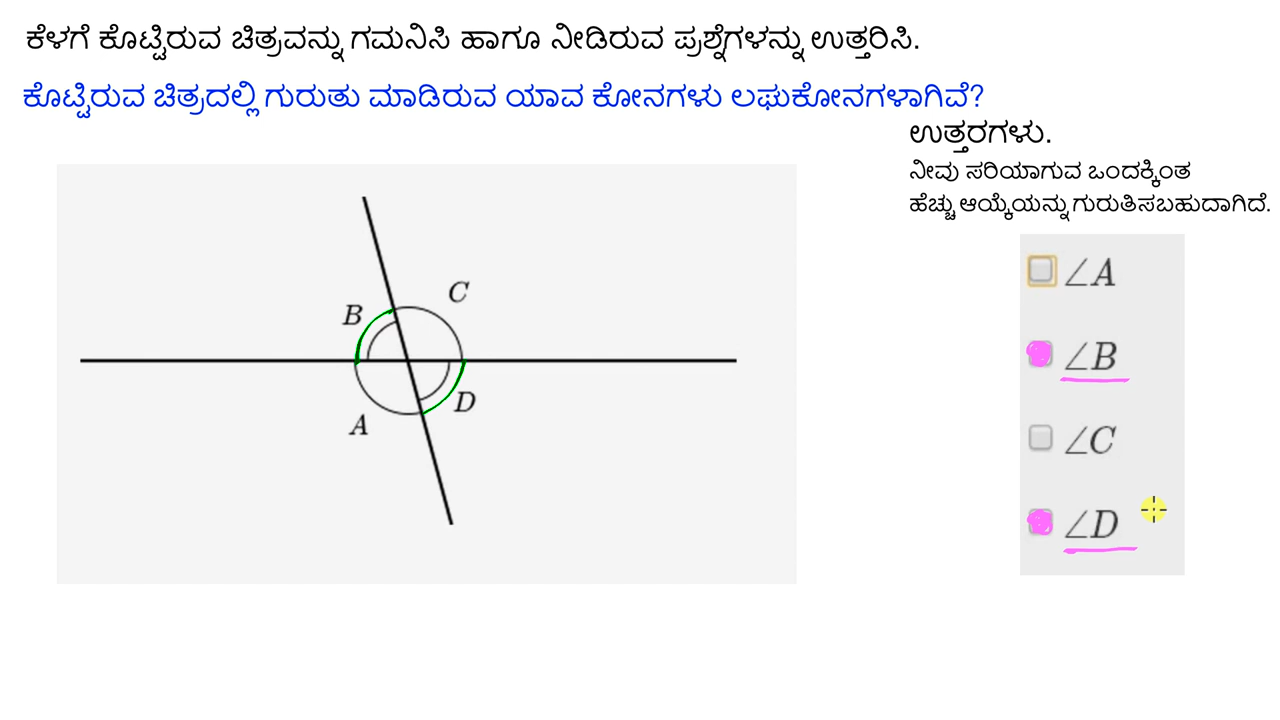 ಕೆಳಗೆ ಕೊಟ್ಟಿರುವ ಚಿತ್ರವನ್ನು ಗಮನಿಸಿ ಹಾಗೂ ನೀಡಿರುವ ಪ್ರಶ್ನೆಗಳನ್ನು ಉತ್ತರಿಸಿ.
ಕೊಟ್ಟಿರುವ ಚಿತ್ರದಲ್ಲಿ ಗುರುತು ಮಾಡಿರುವ ಯಾವ ಕೋನಗಳು ಲಘುಕೋನಗಳಾಗಿವೆ?
ಉತ್ತರಗಳು.
ನೀವು ಸರಿಯಾಗುವ ಒಂದಕ್ಕಿಂತ
ಹೆಚ್ಚು ಆಯ್ಕೆಯನ್ನು ಗುರುತಿಸಬಹುದಾಗಿದೆ.
C
B
D
A
∠A
∠B
∠C
∠D